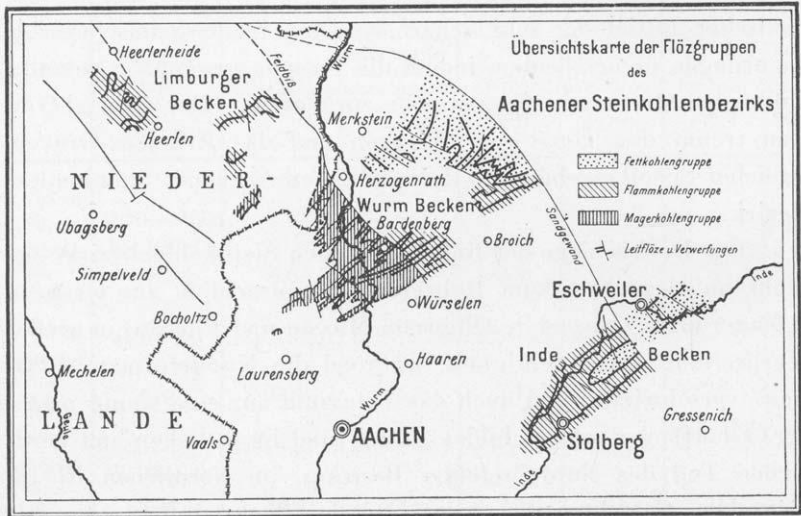 Übersichtskarte der Flözgruppen
des
Aachener Steinkohlenbezirks
Fettkohlengruppe
Flammkohlengruppe
Magerkohlengruppe
Leitflöze u. Verwerfungen
Heerlerheide
Limburger
Becken
Heerlen
Feldbiß
Wurm
Merkstein
NIEDER
LANDE
Herzogenrath
Wurm Becken
Bardenberg
Ubagsberg
Simpelveld
Bocholtz
Broich
Sandgewand
Würselen
Eschweiler
Inde
Mechelen
Laurensberg
Haaren
Inde
Becken
Wurm
Vaals
AACHEN
Stolberg
Gressenich
Inde